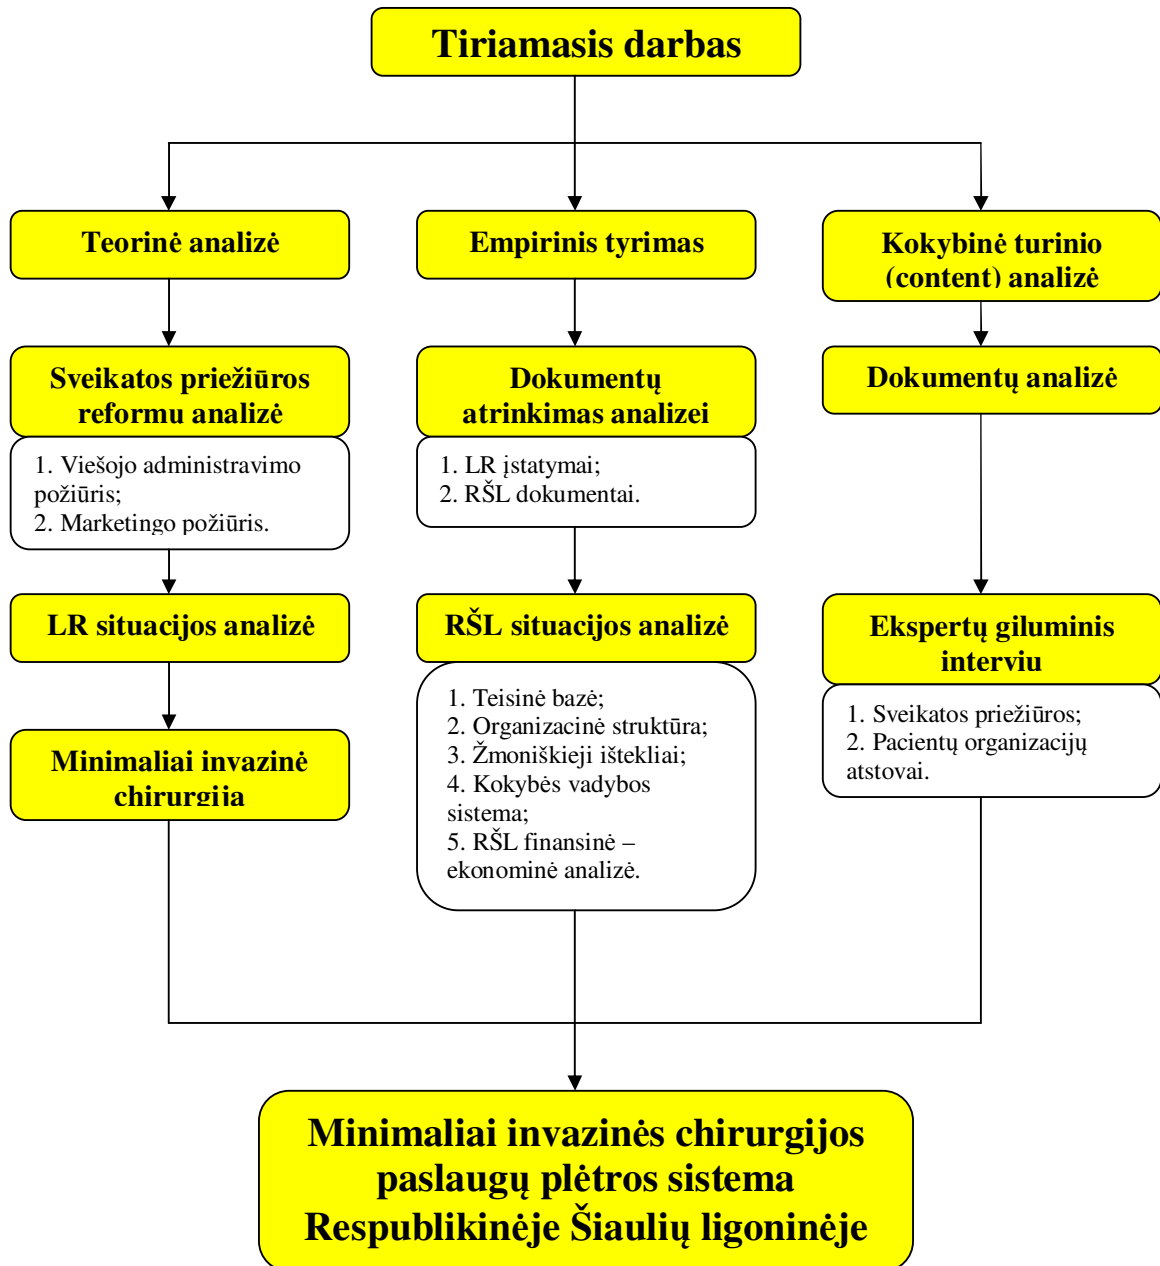 Tiriamasis darbas
Teorinė analizė
Empirinis tyrimas
Kokybinė turinio
(content) analizė
Sveikatos priežiūros
reformu analizė
1. Viešojo administravimo
požiūris;
2. Marketingo požiūris.
Dokumentų
atrinkimas analizei
1. LR įstatymai;
2. RŠL dokumentai.
Dokumentų analizė
LR situacijos analizė
RŠL situacijos analizė
1. Teisinė bazė;
2. Organizacinė struktūra;
3. Žmoniškieji ištekliai;
4. Kokybės vadybos
sistema;
5. RŠL finansinė –
ekonominė analizė.
Ekspertų giluminis
interviu
1. Sveikatos priežiūros;
2. Pacientų organizacijų
atstovai.
Minimaliai invazinė
chirurgija
Minimaliai invazinės chirurgijos
paslaugų plėtros sistema
Respublikinėje Šiaulių ligoninėje